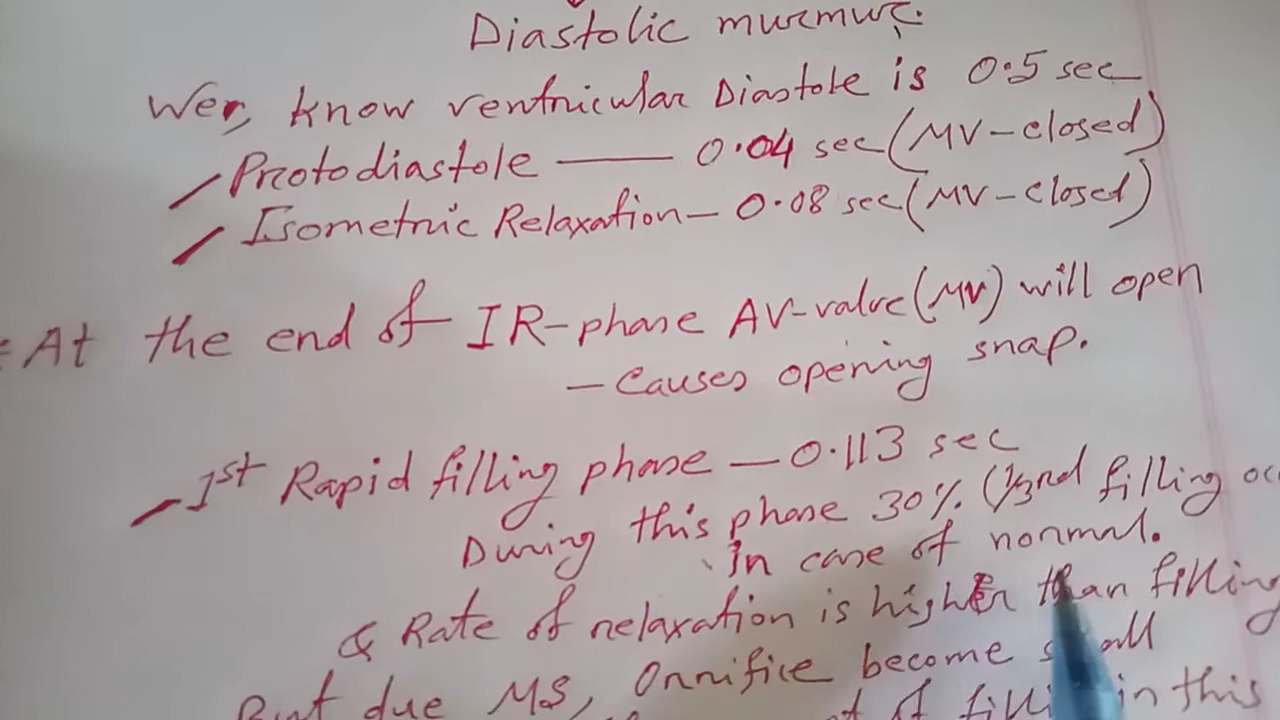 Diastolic murmur.
We, know ventricular Diastole is 0.5 sec
Protodiastole — 0.04 sec (MV-closed)
Isometric Relaxation - 0.08 sec (MV-closed)
At the end of IR-phase AV-valve (MV) will open
- Causes opening snap.
1st Rapid filling phase - 0.113 sec
During this phase 30% (1/3rd filling
In case of normal.
& Rate of relaxation is higher than filling
But due MS, Orrifice become small
of in this